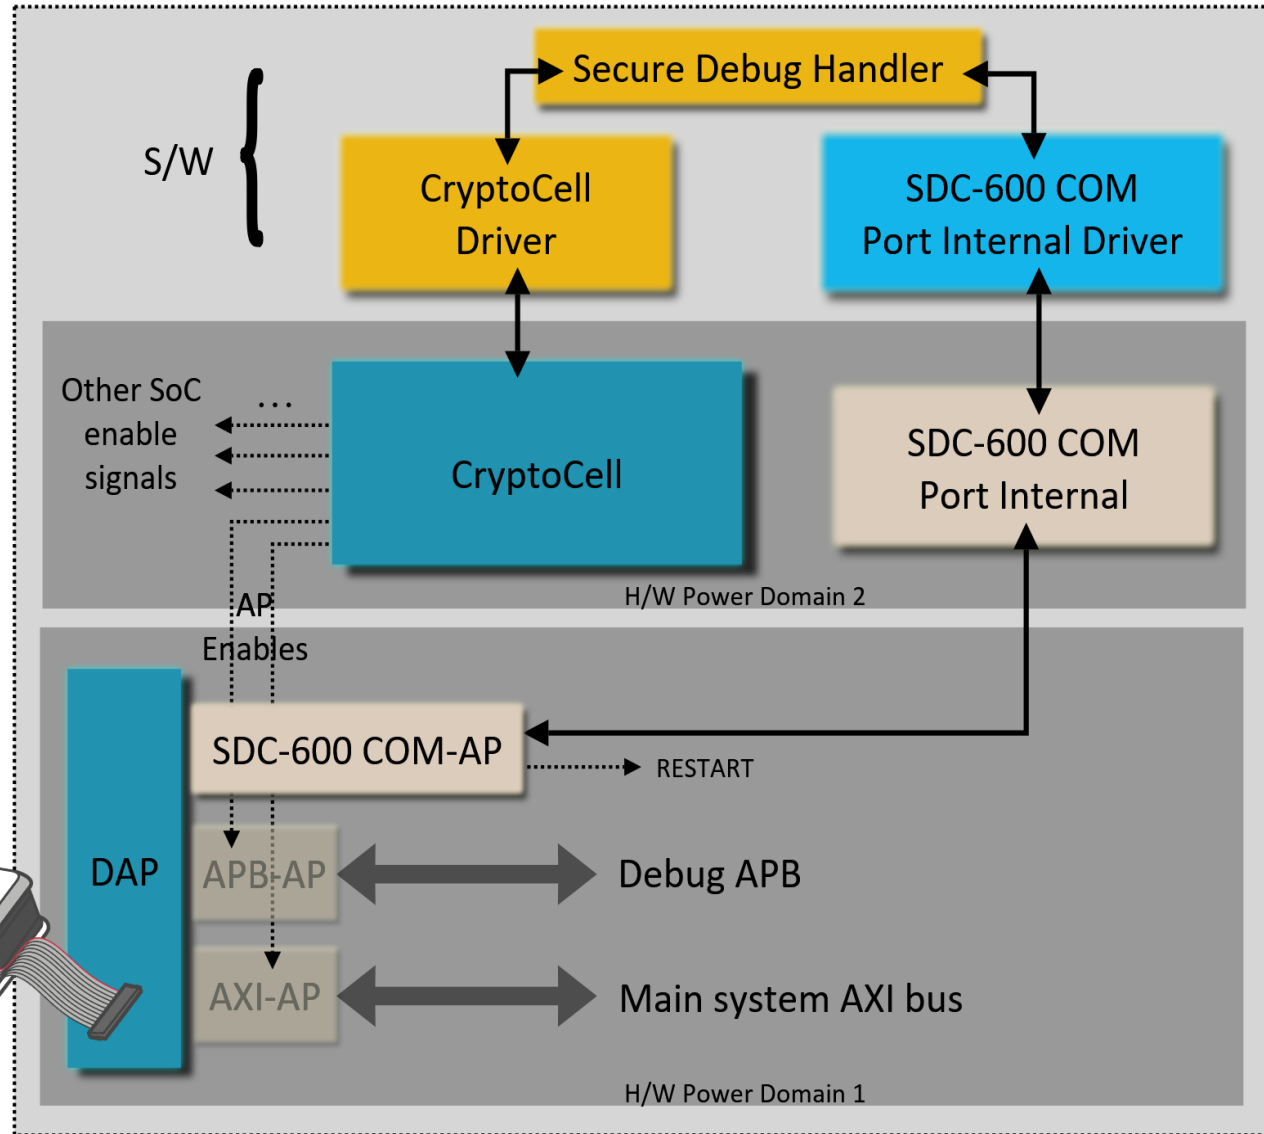 Secure Debug Handler
S/W
CryptoCell
Driver
SDC-600 COM
Port Internal Driver
Other SoC
enable
signals
...
CryptoCell
SDC-600 COM
Port Internal
H/W Power Domain 2
AP
Enables
SDC-600 COM-AP
RESTART
DAP
APB-AP
Debug APB
AXI-AP
Main system AXI bus
H/W Power Domain 1